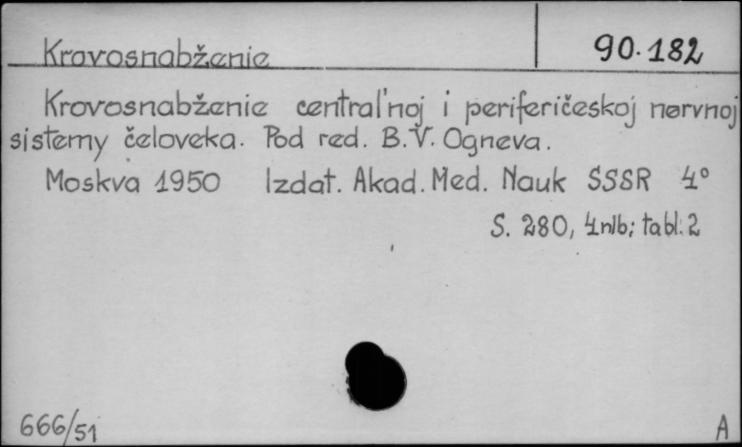 Krovosnabženie
90.182
Krovosnabženie central'noj i periferičeskoj nervnoj
sistemy čeloveka. Pod red. B.V. Ogneva.
Moskva 1950 Izdat. Akad. Med. Nauk SSSR 4°
S. 280, 4nlb; tabl. 2
666/51
A